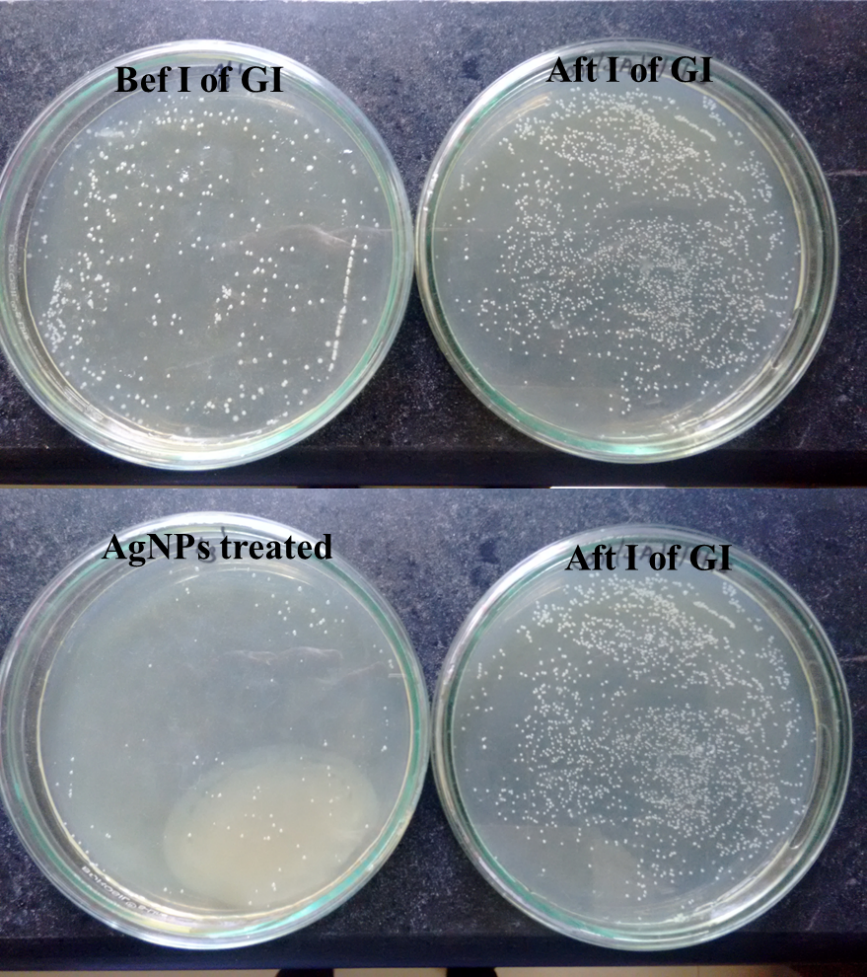 Bef I of GI
Aft I of GI
AgNPs treated
Aft I of GI